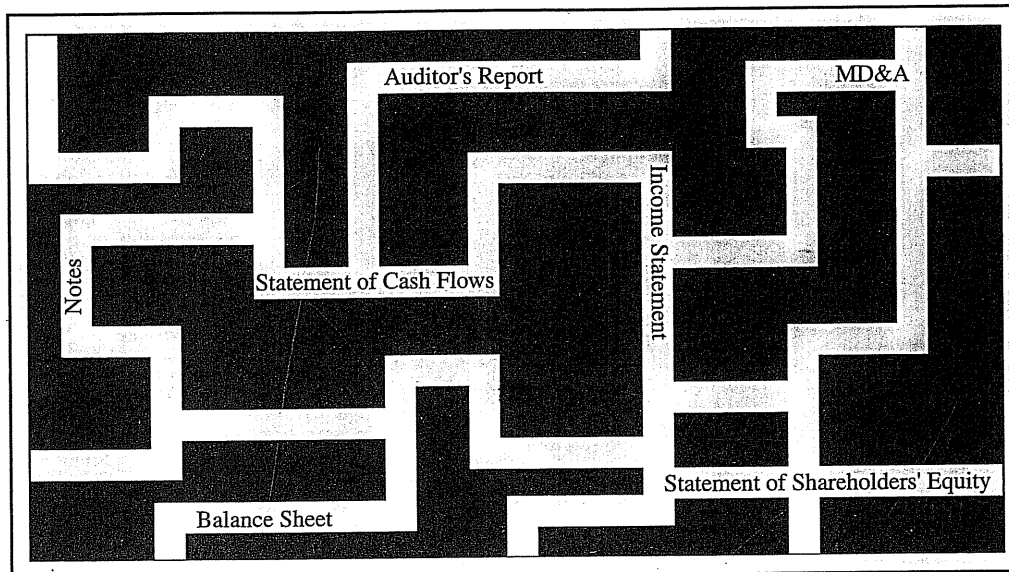 Auditor's Report
MD&A
Income Statement
Notes
Statement of Cash Flows
Statement of Shareholders' Equity
Balance Sheet